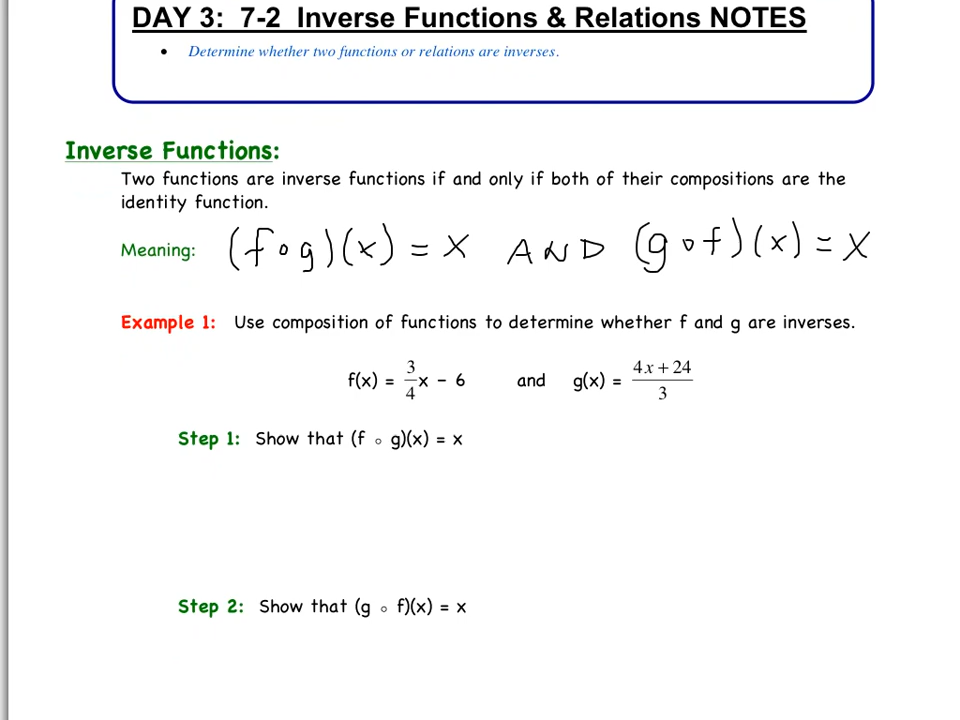 DAY 3: 7-2 Inverse Functions & Relations NOTES
• Determine whether two functions or relations are inverses.
Inverse Functions:
Two functions are inverse functions if and only if both of their compositions are the
identity function.
Meaning: (f∘g)(x) = x AND (g∘f)(x) = x
Example 1: Use composition of functions to determine whether f and g are inverses.
f(x) = 3/4 x - 6 and g(x) = (4x + 24)/3
Step 1: Show that (f ∘ g)(x) = x
Step 2: Show that (g ∘ f)(x) = x